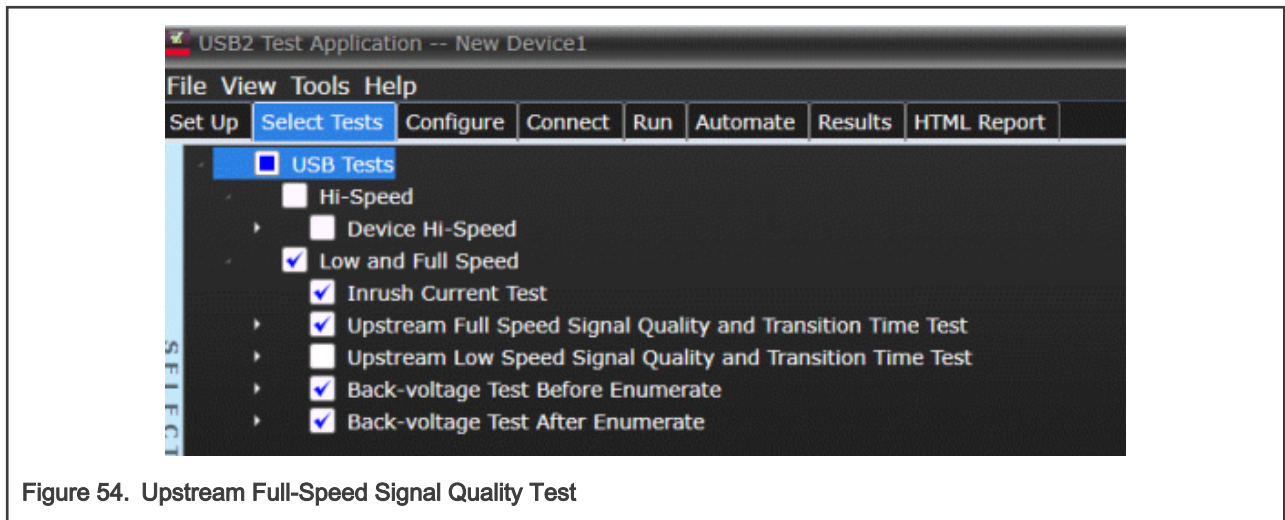 USB2 Test Application -- New Device1
File View Tools Help
Set Up Select Tests Configure Connect Run Automate Results HTML Report
USB Tests
Hi-Speed
Device Hi-Speed
Low and Full Speed
Inrush Current Test
Upstream Full Speed Signal Quality and Transition Time Test
Upstream Low Speed Signal Quality and Transition Time Test
Back-voltage Test Before Enumerate
Back-voltage Test After Enumerate
SELECT
Figure 54. Upstream Full-Speed Signal Quality Test